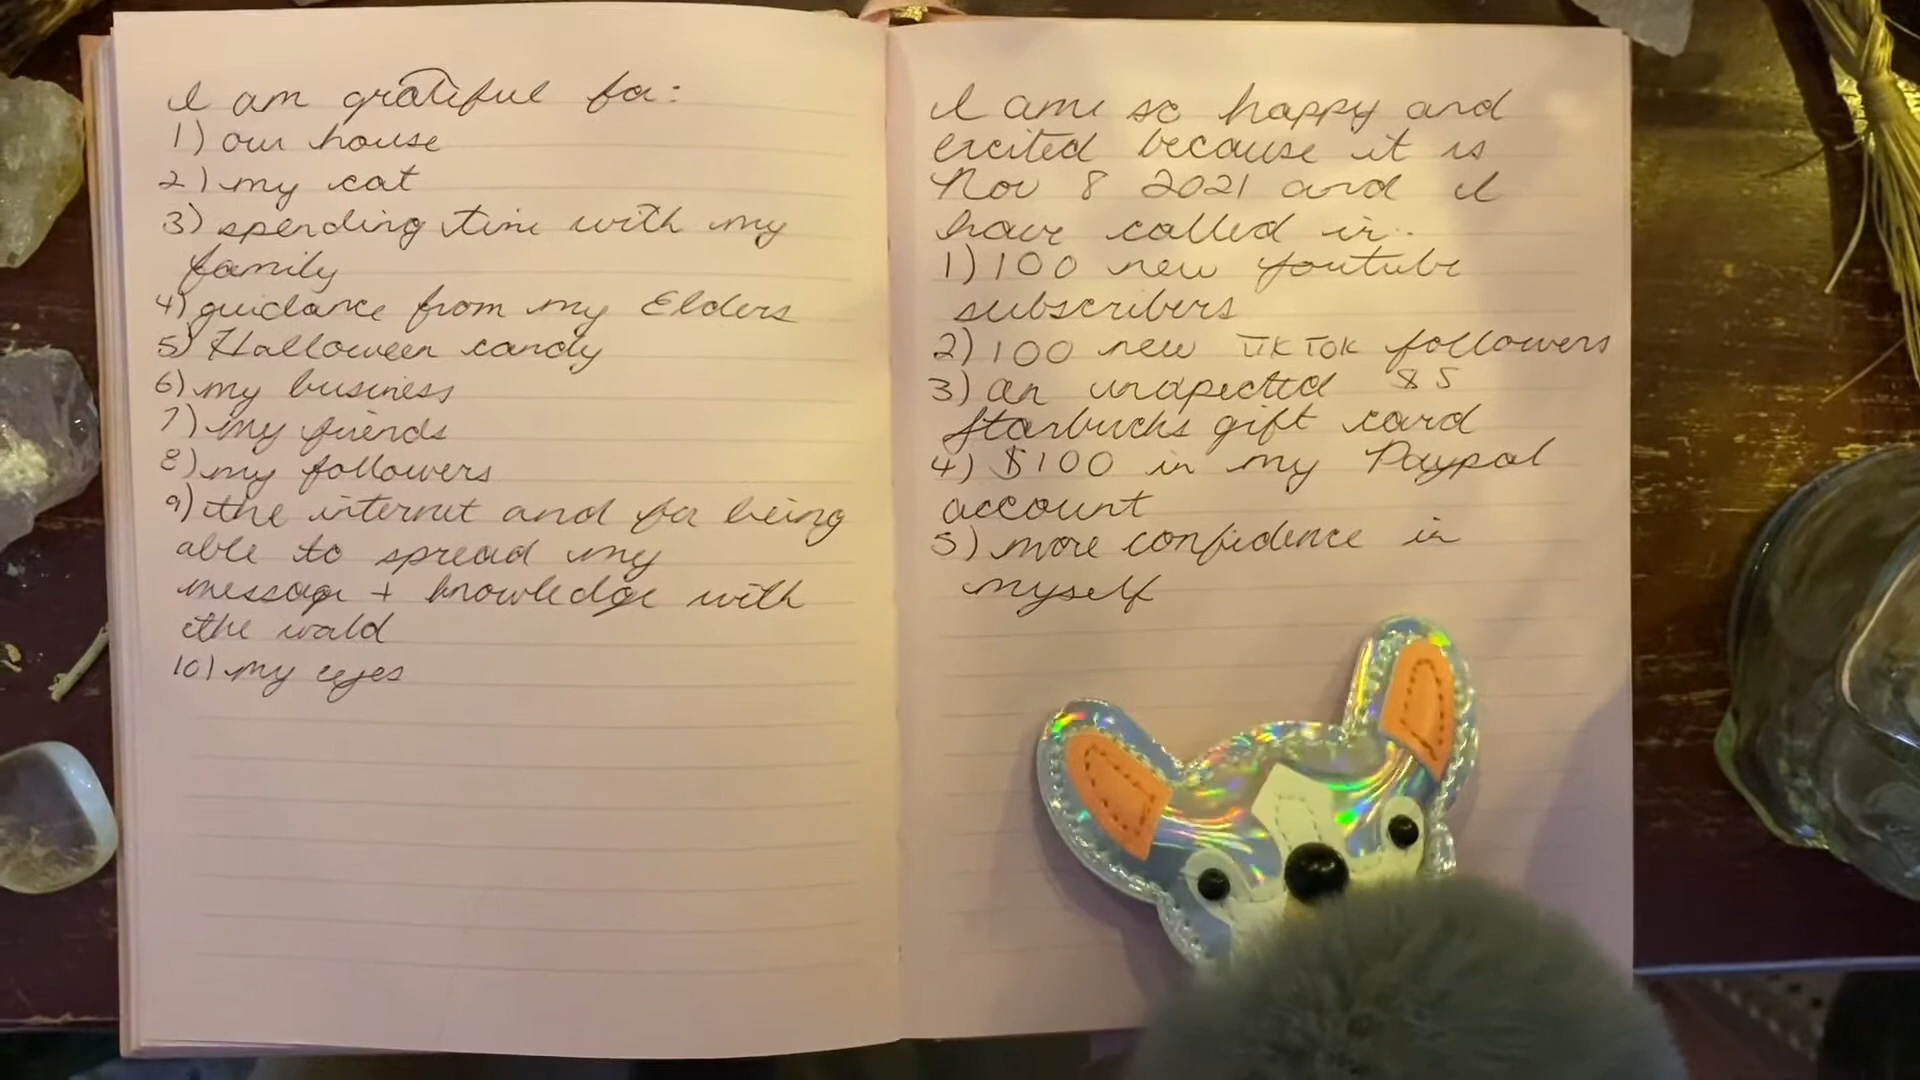 I am grateful for:
1) our house
2) my cat
3) spending time with my
family
4) guidance from my Elders
5) Halloween candy
6) my business
7) my friends
8) my followers
9) the internet and for being
able to spread my
message + knowledge with
the world
10) my eyes
I am so happy and
excited because it is
Nov 8 2021 and I
have called in..
1) 100 new youtube
subscribers
2) 100 new TikTok followers
3) an unexpected $5
Starbucks gift card
4) $100 in my Paypal
account
5) more confidence in
myself